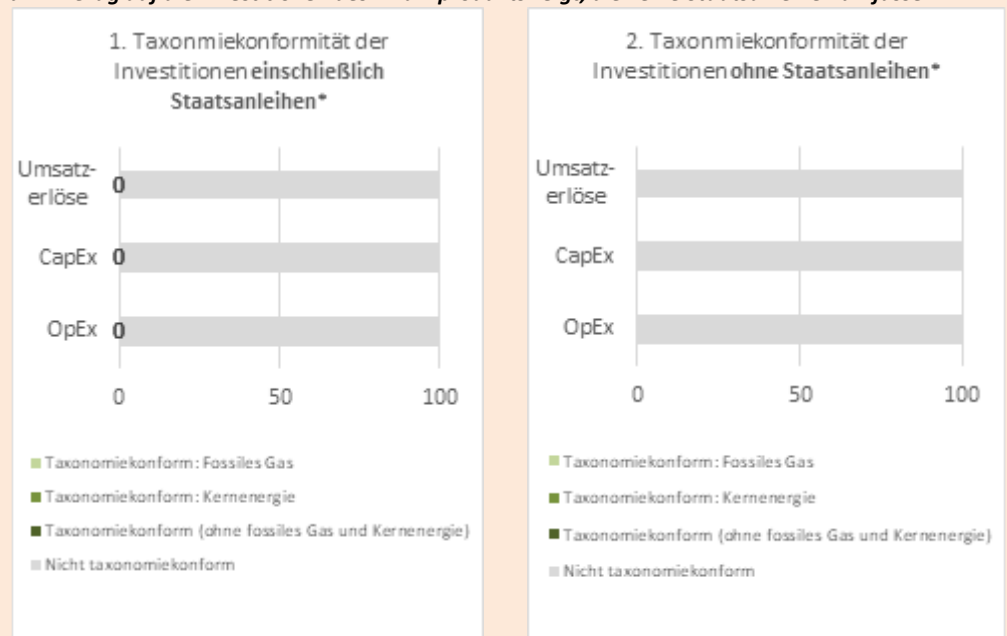 1. Taxonmiekonformität der
Investitionen einschließlich
Staatsanleihen*
Umsatz-
erlöse
0
CapEx 0
OpEx 0
0 50 100
Taxonomiekonform: Fossiles Gas
Taxonomiekonform: Kernenergie
Taxonomiekonform (ohne fossiles Gas und Kernenergie)
Nicht taxonomiekonform
2. Taxonmiekonformität der
Investitionen ohne Staatsanleihen*
Umsatz-
erlöse
CapEx
OpEx
0 50 100
Taxonomiekonform: Fossiles Gas
Taxonomiekonform: Kernenergie
Taxonomiekonform (ohne fossiles Gas und Kernenergie)
Nicht taxonomiekonform